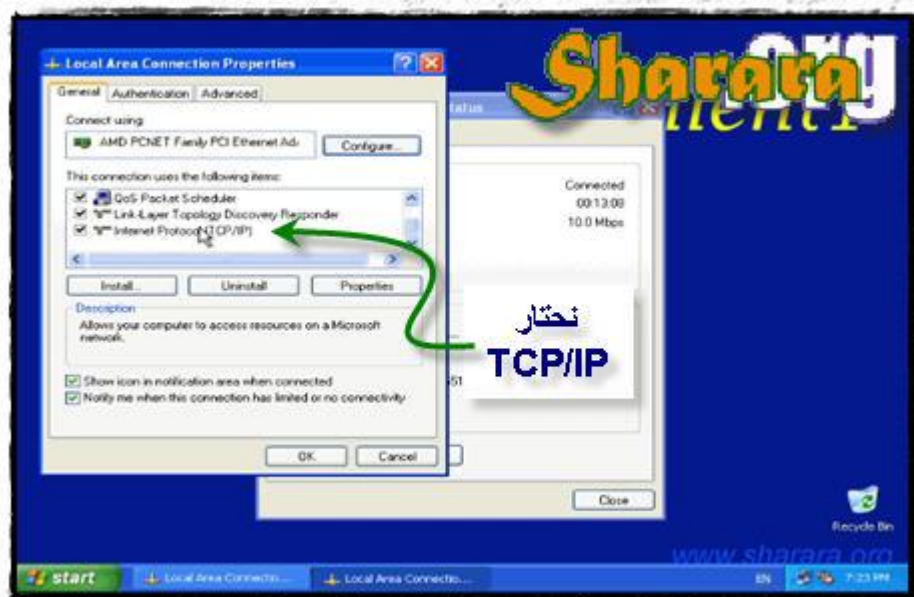 Sharara
.org
Client1
Local Area Connection Properties
General
Authentication
Advanced
Connect using:
AMD PCNET Family PCI Ethernet Ad
Configure...
This connection uses the following items:
QoS Packet Scheduler
Link-Layer Topology Discovery Responder
Internet Protocol (TCP/IP)
Install...
Uninstall
Properties
Description
Allows your computer to access resources on a Microsoft
network.
Show icon in notification area when connected
Notify me when this connection has limited or no connectivity
OK
Cancel
Status
Connected
00:13:08
10.0 Mbps
51
Close
نختار
TCP/IP
Recycle Bin
www.sharara.org
start
Local Area Connectio...
Local Area Connectio...
EN
7:23 PM